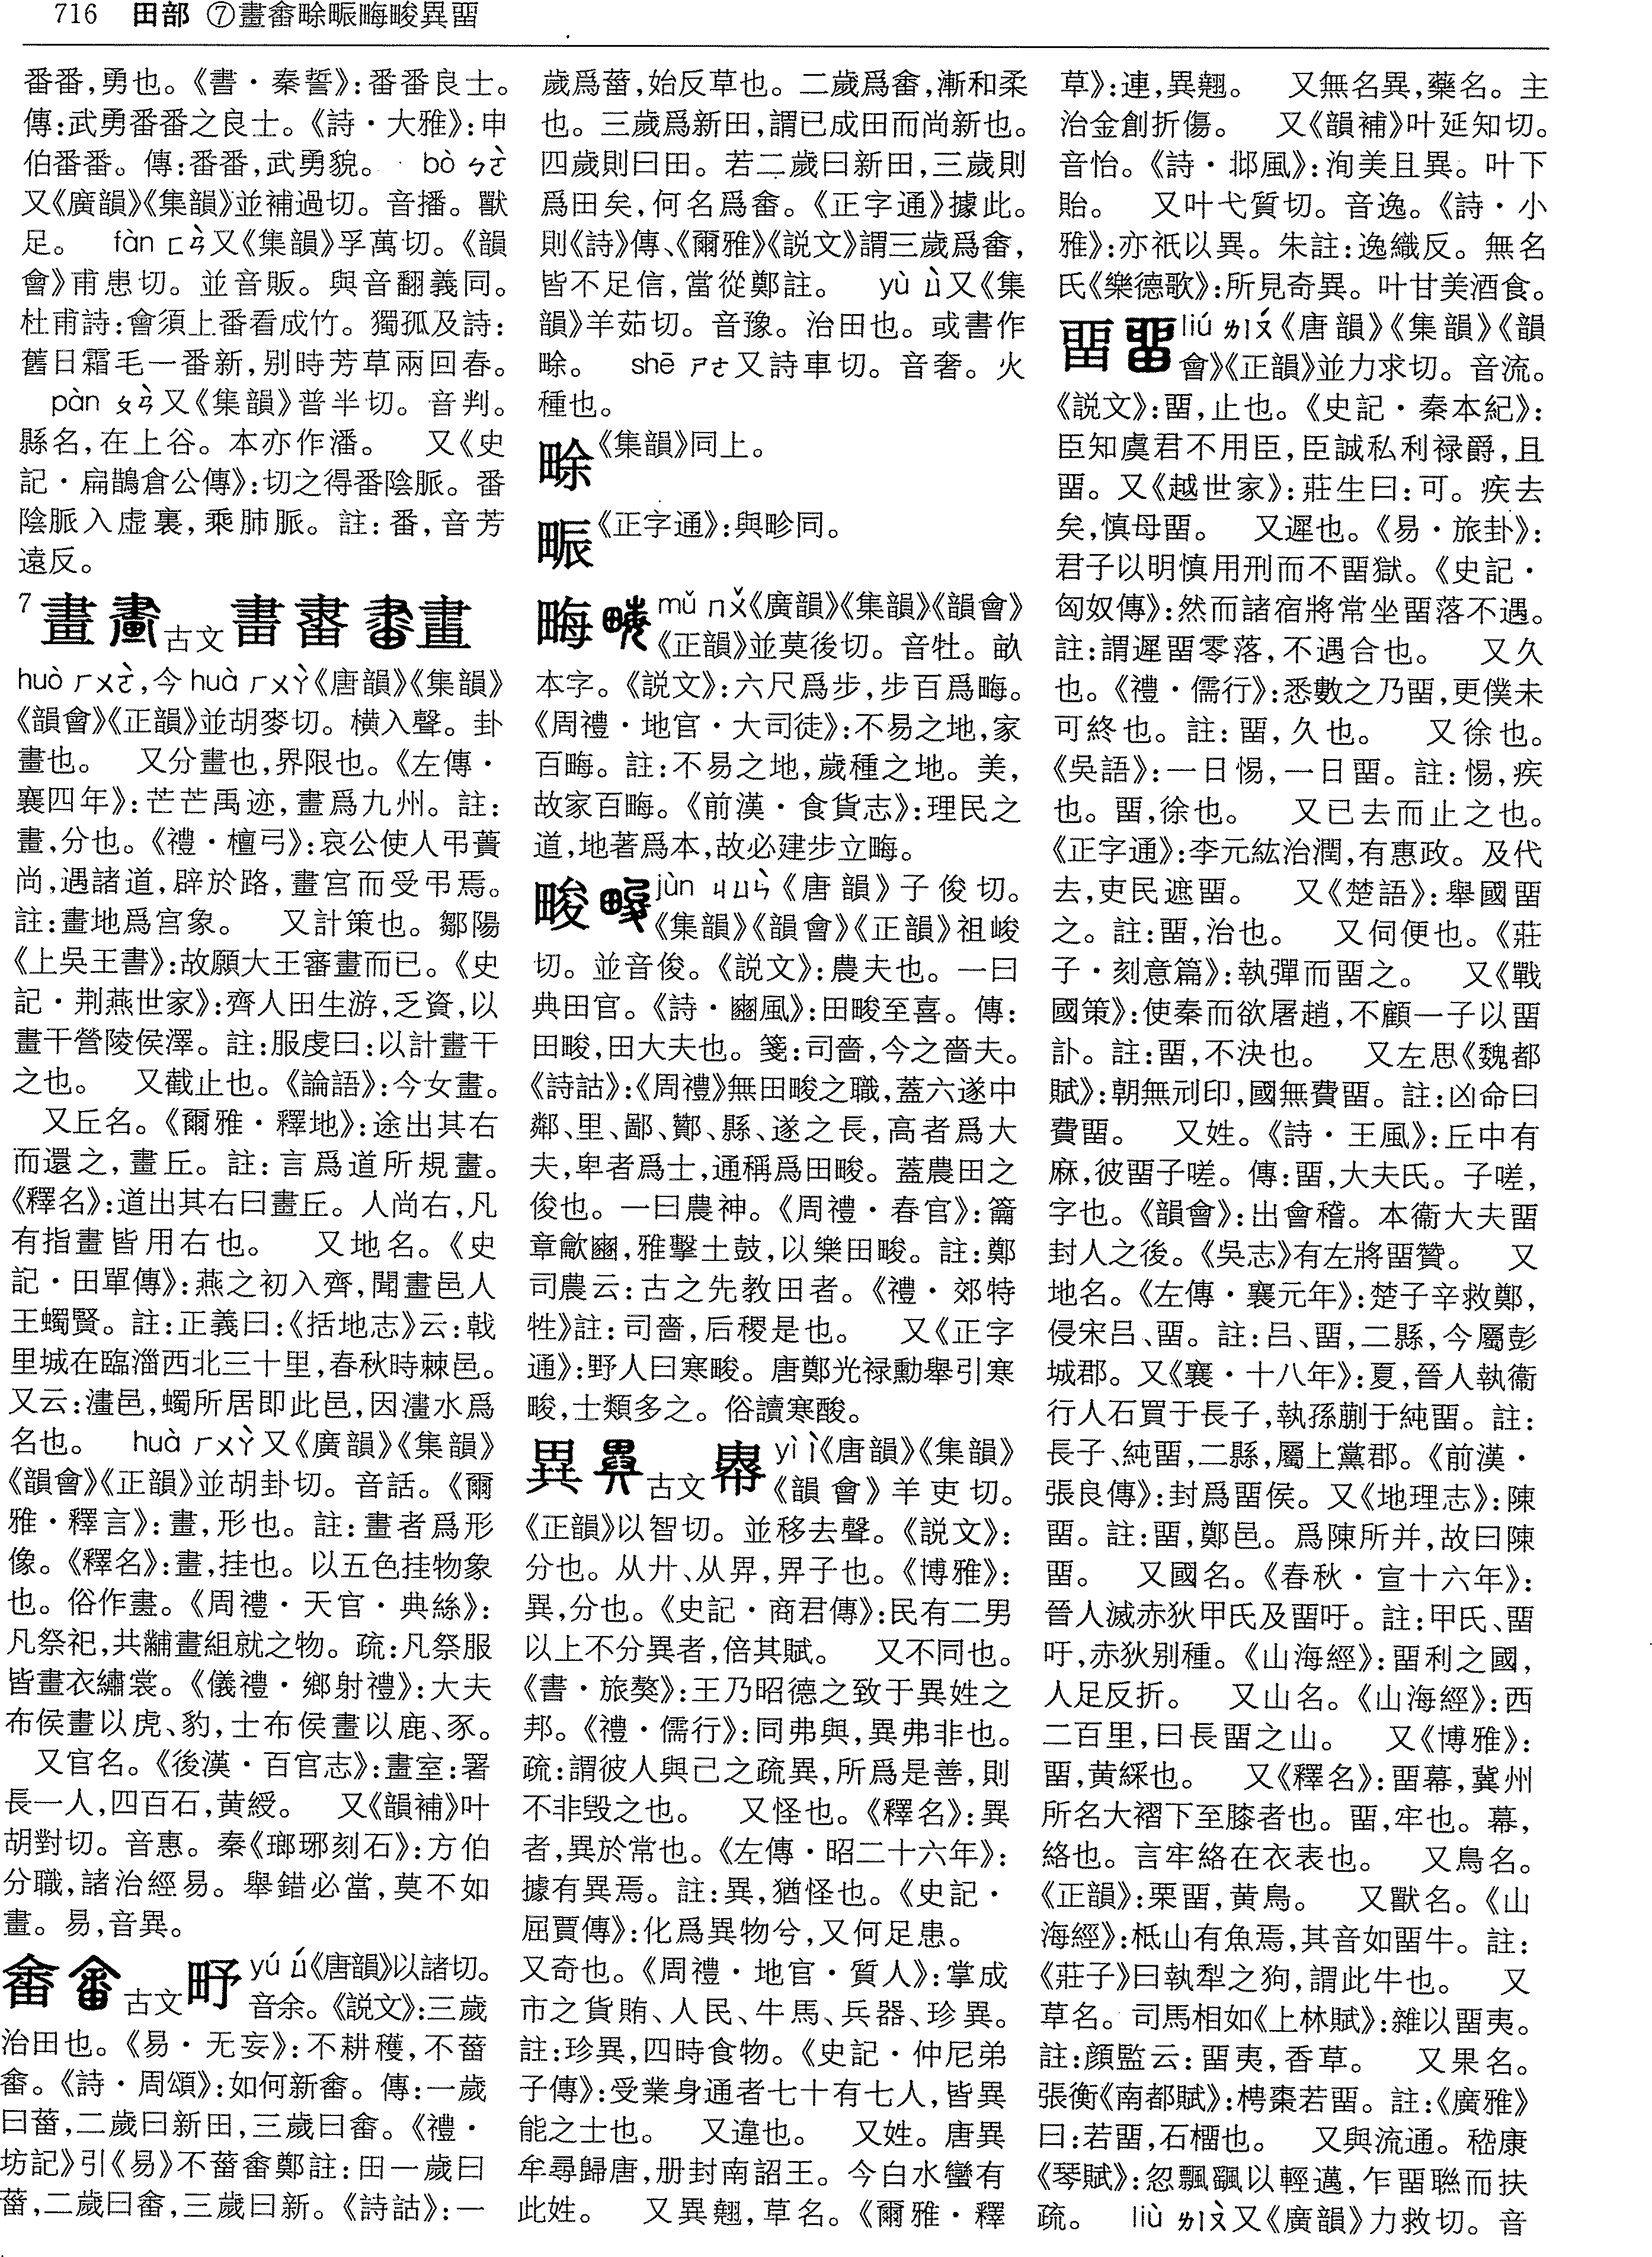 716 田部 ⑦畫畬畭畩畮畯異畱
番番,勇也。《書・秦誓》:番番良士。
傳:武勇番番之良士。《詩・大雅》:申
伯番番。傳:番番,武勇貌。 bò ㄅㄛˋ
又《廣韻》《集韻》並補過切。音播。獸
足。 fàn ㄈㄢˋ又《集韻》孚萬切。《韻
會》甫患切。並音販。與音翻義同。
杜甫詩:會須上番看成竹。獨孤及詩:
舊日霜毛一番新,别時芳草兩回春。
pàn ㄆㄢˋ又《集韻》普半切。音判。
縣名,在上谷。本亦作潘。 又《史
記・扁鵲倉公傳》:切之得番陰脈。番
陰脈入虛裏,乘肺脈。註:番,音芳
遠反。
7 畫 古文
huò ㄏㄨㄛˋ,今 huà ㄏㄨㄚˋ《唐韻》《集韻》
《韻會》《正韻》並胡麥切。横入聲。卦
畫也。 又分畫也,界限也。《左傳・
襄四年》:芒芒禹迹,畫爲九州。註:
畫,分也。《禮・檀弓》:哀公使人弔蕢
尚,遇諸道,辟於路,畫宫而受弔焉。
註:畫地爲宫象。 又計策也。鄒陽
《上吳王書》:故願大王審畫而已。《史
記・荆燕世家》:齊人田生游,乏資,以
畫干營陵侯澤。註:服虔曰:以計畫干
之也。 又截止也。《論語》:今女畫。
又丘名。《爾雅・釋地》:途出其右
而還之,畫丘。註:言爲道所規畫。
《釋名》:道出其右曰畫丘。人尚右,凡
有指畫皆用右也。 又地名。《史
記・田單傳》:燕之初入齊,聞畫邑人
王蠋賢。註:正義曰:《括地志》云:戟
里城在臨淄西北三十里,春秋時棘邑。
又云:澅邑,蠋所居即此邑,因澅水爲
名也。 huà ㄏㄨㄚˋ又《廣韻》《集韻》
《韻會》《正韻》並胡卦切。音話。《爾
雅・釋言》:畫,形也。註:畫者爲形
像。《釋名》:畫,挂也。以五色挂物象
也。俗作畫。《周禮・天官・典絲》:
凡祭祀,共黼畫組就之物。疏:凡祭服
皆畫衣繡裳。《儀禮・鄉射禮》:大夫
布侯畫以虎、豹,士布侯畫以鹿、豕。
又官名。《後漢・百官志》:畫室:署
長一人,四百石,黄綬。 又《韻補》叶
胡對切。音惠。秦《瑯琊刻石》:方伯
分職,諸治經易。舉錯必當,莫不如
畫。易,音異。
畬 古文 㽔 yú ㄩˊ《唐韻》以諸切。
音余。《説文》:三歲
治田也。《易・无妄》:不耕穫,不菑
畬。《詩・周頌》:如何新畬。傳:一歲
曰菑,二歲曰新田,三歲曰畬。《禮・
坊記》引《易》不菑畬鄭註:田一歲曰
菑,二歲曰畬,三歲曰新。《詩詁》:一
歲爲菑,始反草也。二歲爲畬,漸和柔
也。三歲爲新田,謂已成田而尚新也。
四歲則曰田。若二歲曰新田,三歲則
爲田矣,何名爲畬。《正字通》據此。
則《詩》傳、《爾雅》《説文》謂三歲爲畬,
皆不足信,當從鄭註。 yù ㄩˋ又《集
韻》羊茹切。音豫。治田也。或書作
畭。 shē ㄕㄜ又詩車切。音奢。火
種也。
畭 《集韻》同上。
㽙 《正字通》:與畛同。
畮 mǔ ㄇㄨˇ《廣韻》《集韻》《韻會》
《正韻》並莫後切。音牡。畝
本字。《説文》:六尺爲步,步百爲畮。
《周禮・地官・大司徒》:不易之地,家
百畮。註:不易之地,歲種之地。美,
故家百畮。《前漢・食貨志》:理民之
道,地著爲本,故必建步立畮。
畯 jùn ㄐㄩㄣˋ《唐韻》子俊切。
《集韻》《韻會》《正韻》祖峻
切。並音俊。《説文》:農夫也。一曰
典田官。《詩・豳風》:田畯至喜。傳:
田畯,田大夫也。箋:司嗇,今之嗇夫。
《詩詁》:《周禮》無田畯之職,蓋六遂中
鄰、里、鄙、酇、縣、遂之長,高者爲大
夫,卑者爲士,通稱爲田畯。蓋農田之
俊也。一曰農神。《周禮・春官》:籥
章龡豳,雅擊土鼓,以樂田畯。註:鄭
司農云:古之先教田者。《禮・郊特
牲》註:司嗇,后稷是也。 又《正字
通》:野人曰寒畯。唐鄭光禄勳舉引寒
畯,士類多之。俗讀寒酸。
異 古文 yì ㄧˋ《唐韻》《集韻》
《韻會》羊吏切。
《正韻》以智切。並移去聲。《説文》:
分也。从廾、从畀,畀子也。《博雅》:
異,分也。《史記・商君傳》:民有二男
以上不分異者,倍其賦。 又不同也。
《書・旅獒》:王乃昭德之致于異姓之
邦。《禮・儒行》:同弗與,異弗非也。
疏:謂彼人與己之疏異,所爲是善,則
不非毁之也。 又怪也。《釋名》:異
者,異於常也。《左傳・昭二十六年》:
據有異焉。註:異,猶怪也。《史記・
屈賈傳》:化爲異物兮,又何足患。
又奇也。《周禮・地官・質人》:掌成
市之貨賄、人民、牛馬、兵器、珍異。
註:珍異,四時食物。《史記・仲尼弟
子傳》:受業身通者七十有七人,皆異
能之士也。 又違也。 又姓。唐異
牟尋歸唐,册封南詔王。今白水蠻有
此姓。 又異翹,草名。《爾雅・釋
草》:連,異翹。 又無名異,藥名。主
治金創折傷。 又《韻補》叶延知切。
音怡。《詩・邶風》:洵美且異。叶下
貽。 又叶弋質切。音逸。《詩・小
雅》:亦祇以異。朱註:逸織反。無名
氏《樂德歌》:所見奇異。叶甘美酒食。
畱 liú ㄌㄧㄡˊ《唐韻》《集韻》《韻
會》《正韻》並力求切。音流。
《説文》:畱,止也。《史記・秦本紀》:
臣知虞君不用臣,臣誠私利禄爵,且
畱。又《越世家》:莊生曰:可。疾去
矣,慎毋畱。 又遲也。《易・旅卦》:
君子以明慎用刑而不畱獄。《史記・
匈奴傳》:然而諸宿將常坐畱落不遇。
註:謂遲畱零落,不遇合也。 又久
也。《禮・儒行》:悉數之乃畱,更僕未
可終也。註:畱,久也。 又徐也。
《吳語》:一日惕,一日畱。註:惕,疾
也。畱,徐也。 又已去而止之也。
《正字通》:李元紘治潤,有惠政。及代
去,吏民遮畱。 又《楚語》:舉國畱
之。註:畱,治也。 又伺便也。《莊
子・刻意篇》:執彈而畱之。 又《戰
國策》:使秦而欲屠趙,不顧一子以畱
訃。註:畱,不決也。 又左思《魏都
賦》:朝無刓印,國無費畱。註:凶命曰
費畱。 又姓。《詩・王風》:丘中有
麻,彼畱子嗟。傳:畱,大夫氏。子嗟,
字也。《韻會》:出會稽。本衞大夫畱
封人之後。《吳志》有左將畱贊。 又
地名。《左傳・襄元年》:楚子辛救鄭,
侵宋吕、畱。註:吕、畱,二縣,今屬彭
城郡。又《襄・十八年》:夏,晉人執衞
行人石買于長子,執孫蒯于純畱。註:
長子、純畱,二縣,屬上黨郡。《前漢・
張良傳》:封爲畱侯。又《地理志》:陳
畱。註:畱,鄭邑。爲陳所并,故曰陳
畱。 又國名。《春秋・宣十六年》:
晉人滅赤狄甲氏及畱吁。註:甲氏、畱
吁,赤狄别種。《山海經》:畱利之國,
人足反折。 又山名。《山海經》:西
二百里,曰長畱之山。 又《博雅》:
畱,黄綵也。 又《釋名》:畱幕,冀州
所名大褶下至膝者也。畱,牢也。幕,
絡也。言牢絡在衣表也。 又鳥名。
《正韻》:栗畱,黄鳥。 又獸名。《山
海經》:柢山有魚焉,其音如畱牛。註:
《莊子》曰執犁之狗,謂此牛也。 又
草名。司馬相如《上林賦》:雜以畱夷。
註:顔監云:畱夷,香草。 又果名。
張衡《南都賦》:梬棗若畱。註:《廣雅》
曰:若畱,石榴也。 又與流通。嵇康
《琴賦》:忽飄颻以輕邁,乍畱聯而扶
疏。 liù ㄌㄧㄡˋ又《廣韻》力救切。音